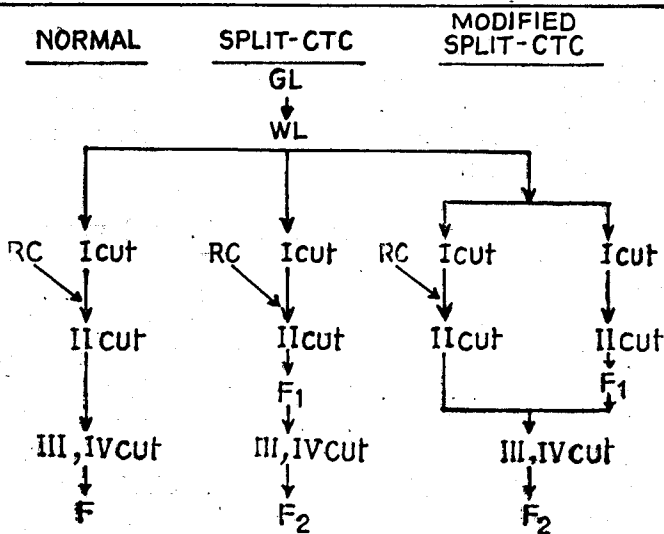 NORMAL SPLIT-CTC MODIFIED SPLIT-CTC
GL
WL
RC I cut RC I cut RC I cut I cut
II cut II cut II cut II cut
F1 F1
III, IV cut III, IV cut III, IV cut
F F2 F2